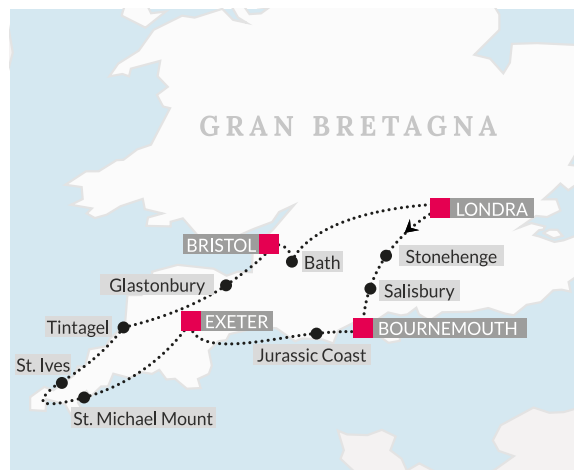 GRAN BRETAGNA
LONDRA
BRISTOL
Bath
Stonehenge
Glastonbury
Salisbury
EXETER
BOURNEMOUTH
Tintagel
Jurassic Coast
St. Ives
St. Michael Mount